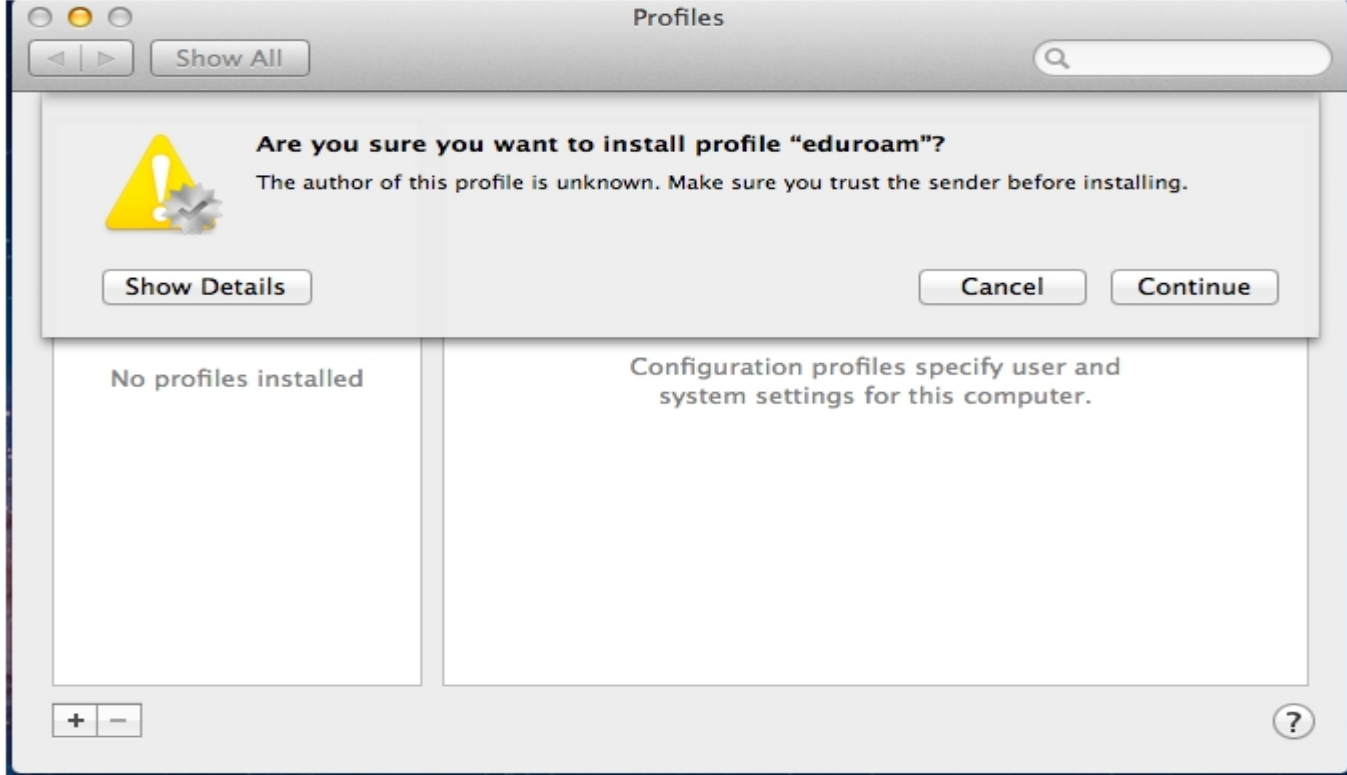 Profiles
Show All
Are you sure you want to install profile “eduroam”?
The author of this profile is unknown. Make sure you trust the sender before installing.
Show Details
Cancel
Continue
No profiles installed
Configuration profiles specify user and
system settings for this computer.
+
−
?